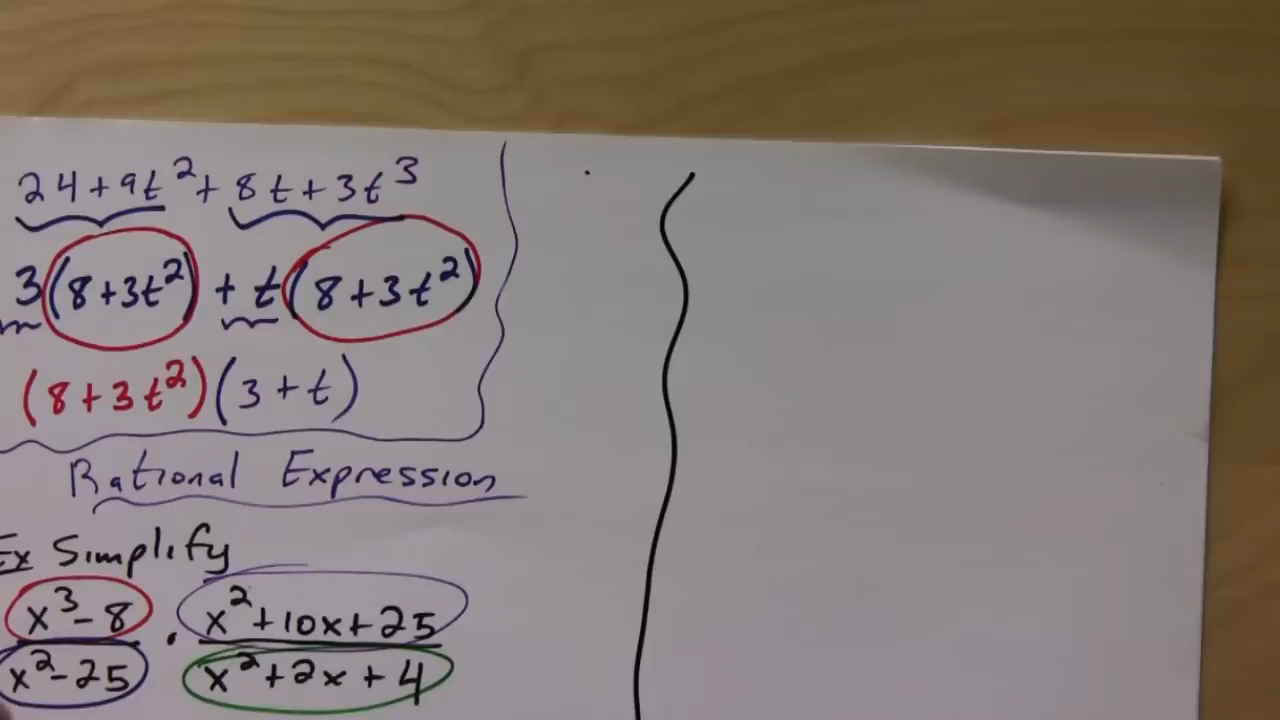 24+9t²+8t+3t³
3(8+3t²)+t(8+3t²)
(8+3t²)(3+t)
Rational Expression
Ex Simplify
x³-8 . x²+10x+25
x²-25 x²+2x+4